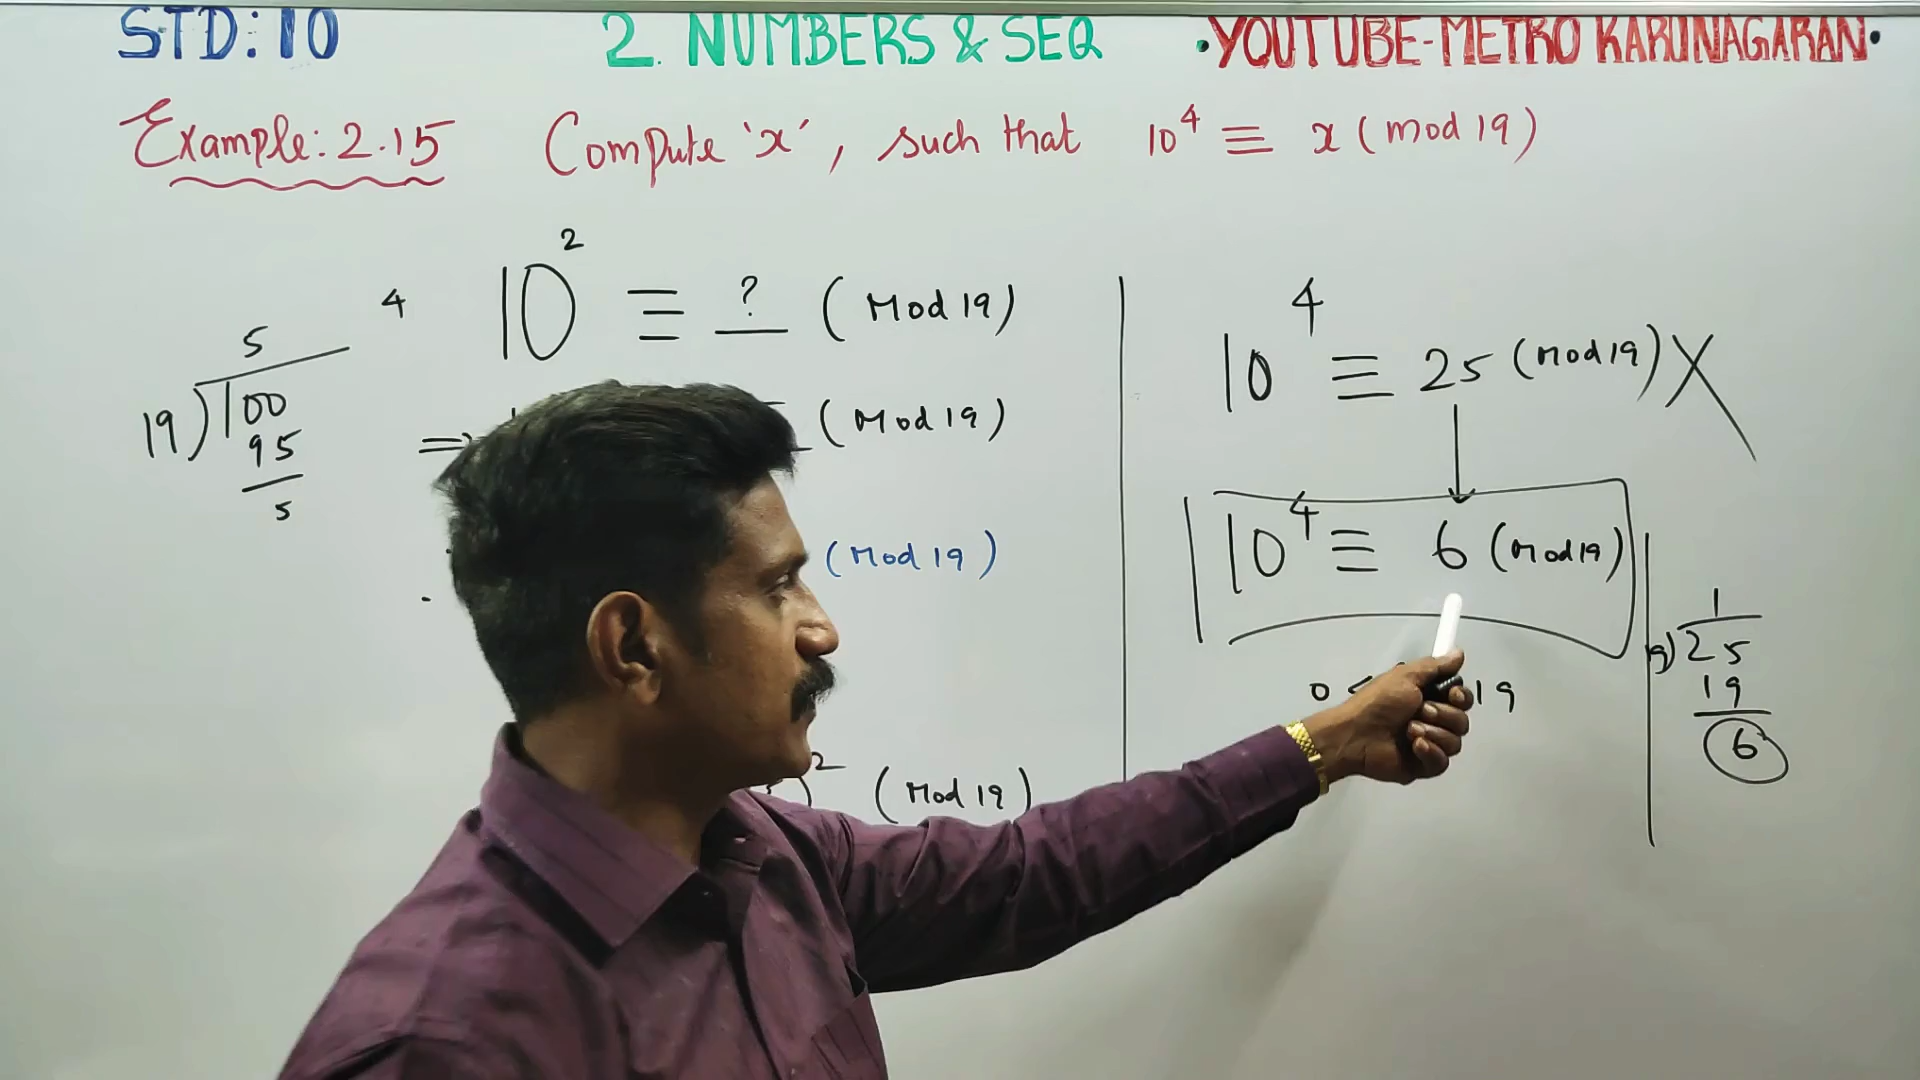 STD: 10 2. NUMBERS & SEQ • YOUTUBE-METRO KARUNAGARAN •
Example: 2.15 Compute 'x', such that 10⁴ ≡ x (mod 19)
4 10² ≡ ? (Mod 19)
5
19) 100
95
5
⇒ (Mod 19)
(Mod 19)
² (Mod 19)
10⁴ ≡ 25 (Mod 19) X
10⁴ ≡ 6 (Mod 19)
0 < 19
1
25
19
6